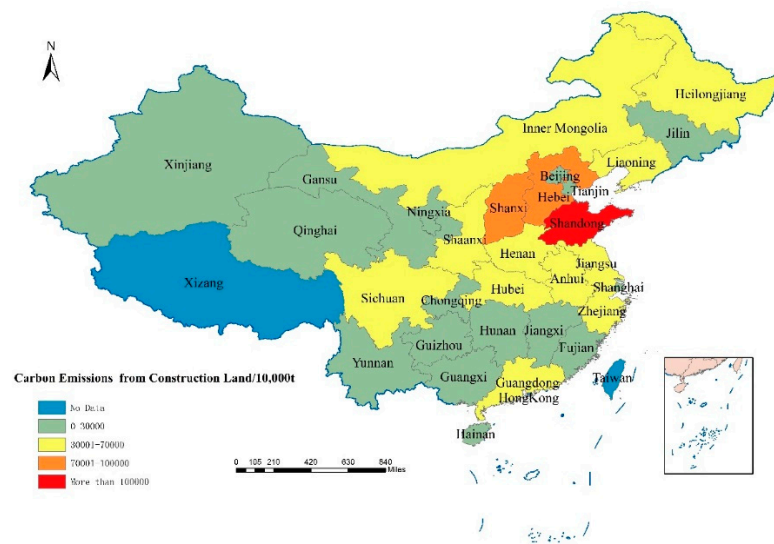 N
Heilongjiang
Inner Mongolia
Jilin
Xinjiang
Liaoning
Beijing
Gansu
Tianjin
Ningxia
Hebei
Shanxi
Qinghai
Shandong
Shaanxi
Henan
Jiangsu
Xizang
Anhui
Hubei
Shanghai
Sichuan
Chongqing
Zhejiang
Hunan
Jiangxi
Guizhou
Fujian
Yunnan
Carbon Emissions from Construction Land/10,000t
Guangxi
Guangdong
Taiwan
HongKong
No Data
0-30000
Hainan
30001-70000
70001-100000
More than 100000
0 105 210 420 630 840
Miles